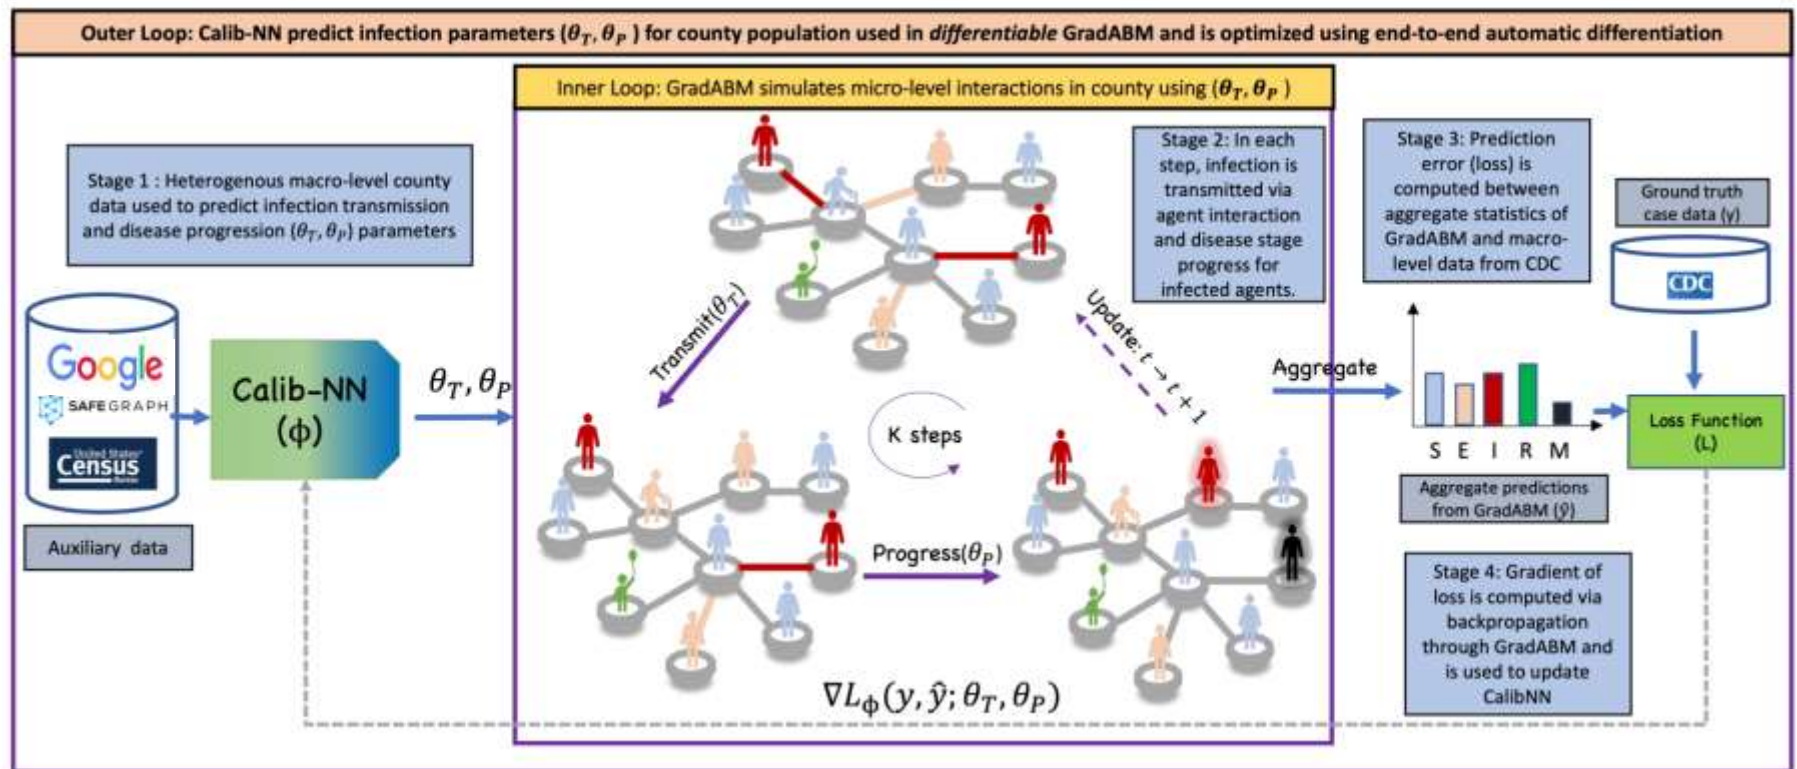 Outer Loop: Calib-NN predict infection parameters (θ_T, θ_P ) for county population used in differentiable GradABM and is optimized using end-to-end automatic differentiation
Inner Loop: GradABM simulates micro-level interactions in county using (θ_T, θ_P )
Stage 1 : Heterogenous macro-level county
data used to predict infection transmission
and disease progression (θ_T, θ_P) parameters
Stage 2: In each
step, infection is
transmitted via
agent interaction
and disease stage
progress for
infected agents.
Stage 3: Prediction
error (loss) is
computed between
aggregate statistics of
GradABM and macro-
level data from CDC
Ground truth
case data (y)
CDC
Google
SAFEGRAPH
United States®
Census
Bureau
Auxiliary data
Calib-NN
(ϕ)
θ_T, θ_P
Transmit(θ_T)
Update: t → t + 1
K steps
Progress(θ_P)
Aggregate
S E I R M
Aggregate predictions
from GradABM (ŷ)
Loss Function
(L)
Stage 4: Gradient of
loss is computed via
backpropagation
through GradABM and
is used to update
CalibNN
∇L_ϕ(y, ŷ; θ_T, θ_P)